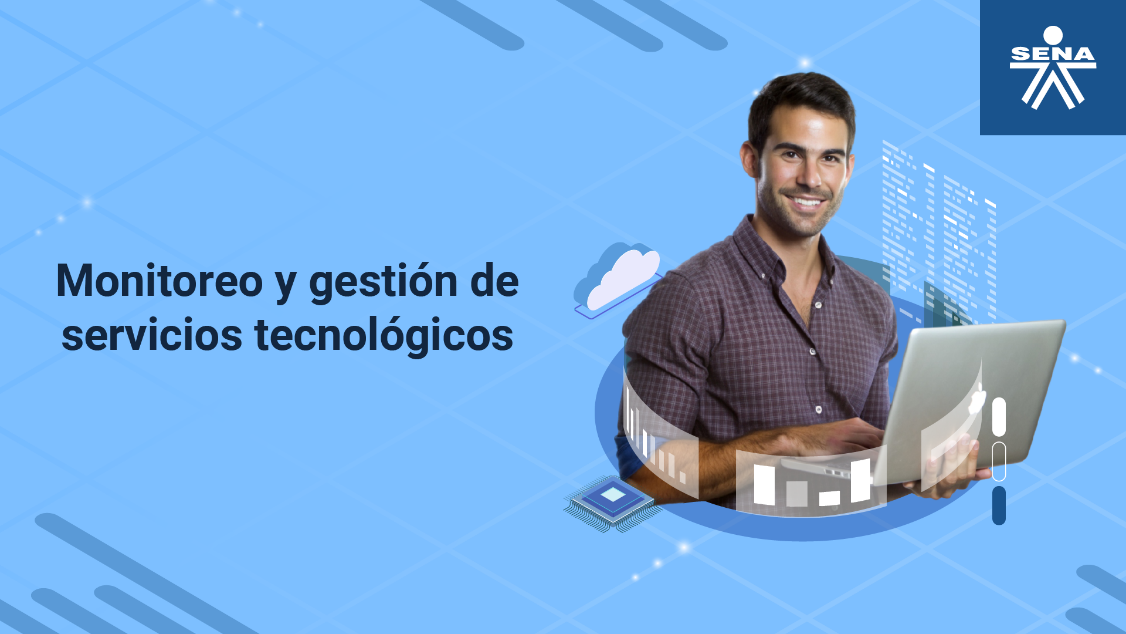 SENA
Monitoreo y gestión de
servicios tecnológicos